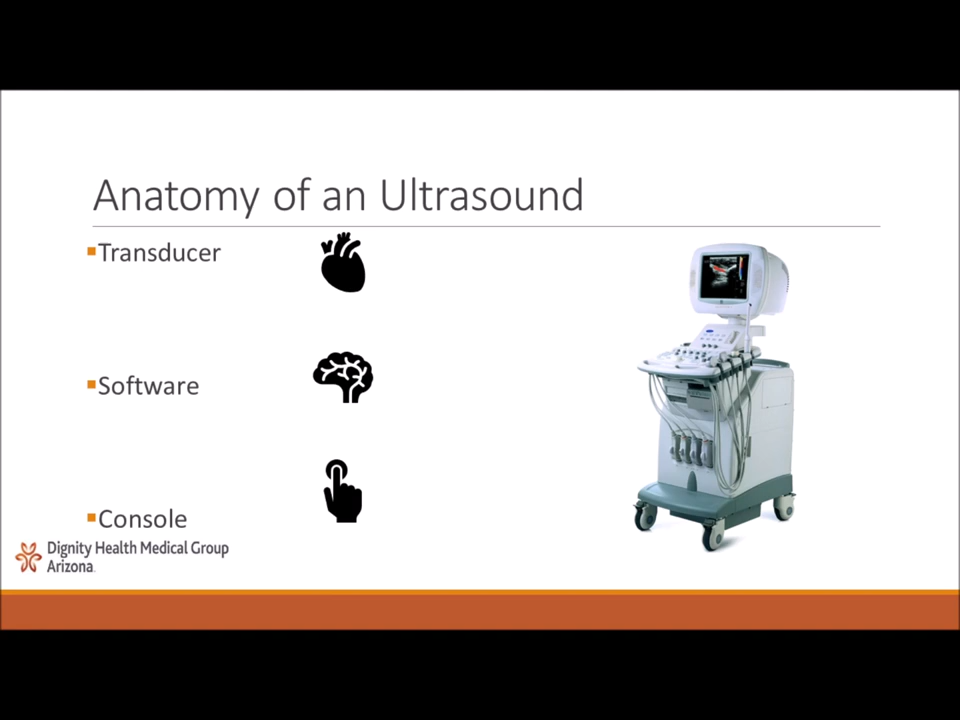 Anatomy of an Ultrasound
Transducer
Software
Console
Dignity Health Medical Group
Arizona.